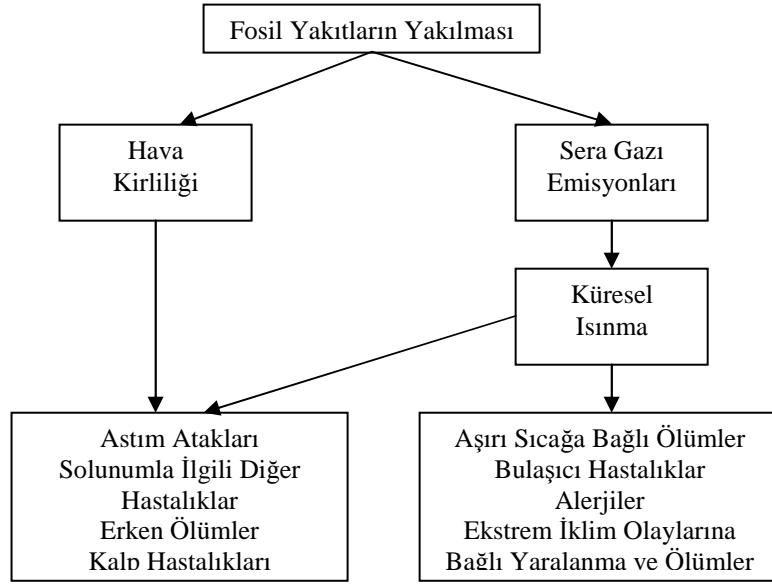 Fosil Yakıtların Yakılması
Hava
Kirliliği
Sera Gazı
Emisyonları
Küresel
Isınma
Astım Atakları
Solunumla İlgili Diğer
Hastalıklar
Erken Ölümler
Kalp Hastalıkları
Aşırı Sıcağa Bağlı Ölümler
Bulaşıcı Hastalıklar
Alerjiler
Ekstrem İklim Olaylarına
Bağlı Yaralanma ve Ölümler